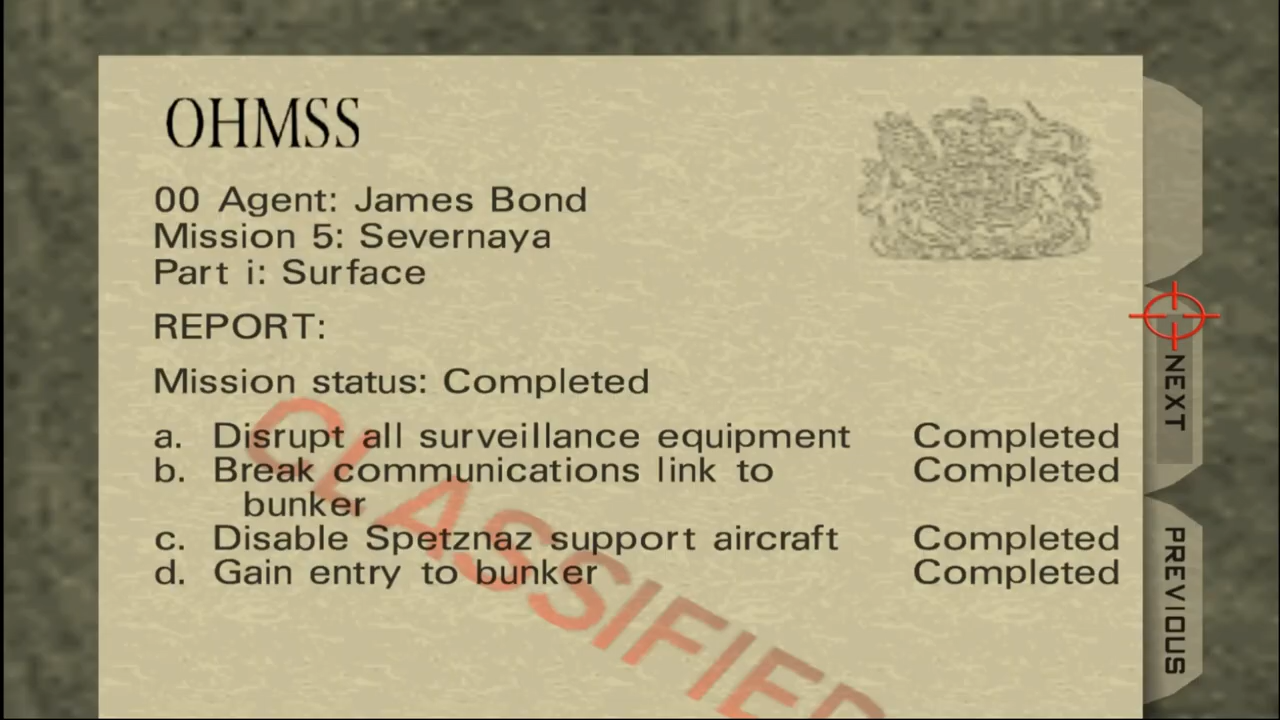 OHMSS
00 Agent: James Bond
Mission 5: Severnaya
Part i: Surface
REPORT:
Mission status: Completed
a. Disrupt all surveillance equipment Completed
b. Break communications link to Completed
bunker
c. Disable Spetznaz support aircraft Completed
d. Gain entry to bunker Completed
CLASSIFIED
NEXT
PREVIOUS